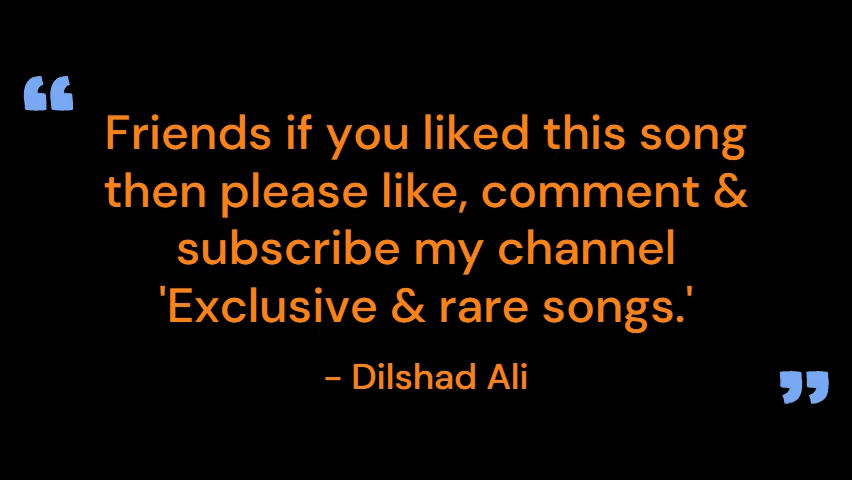 “
Friends if you liked this song
then please like, comment &
subscribe my channel
'Exclusive & rare songs.'
– Dilshad Ali
”